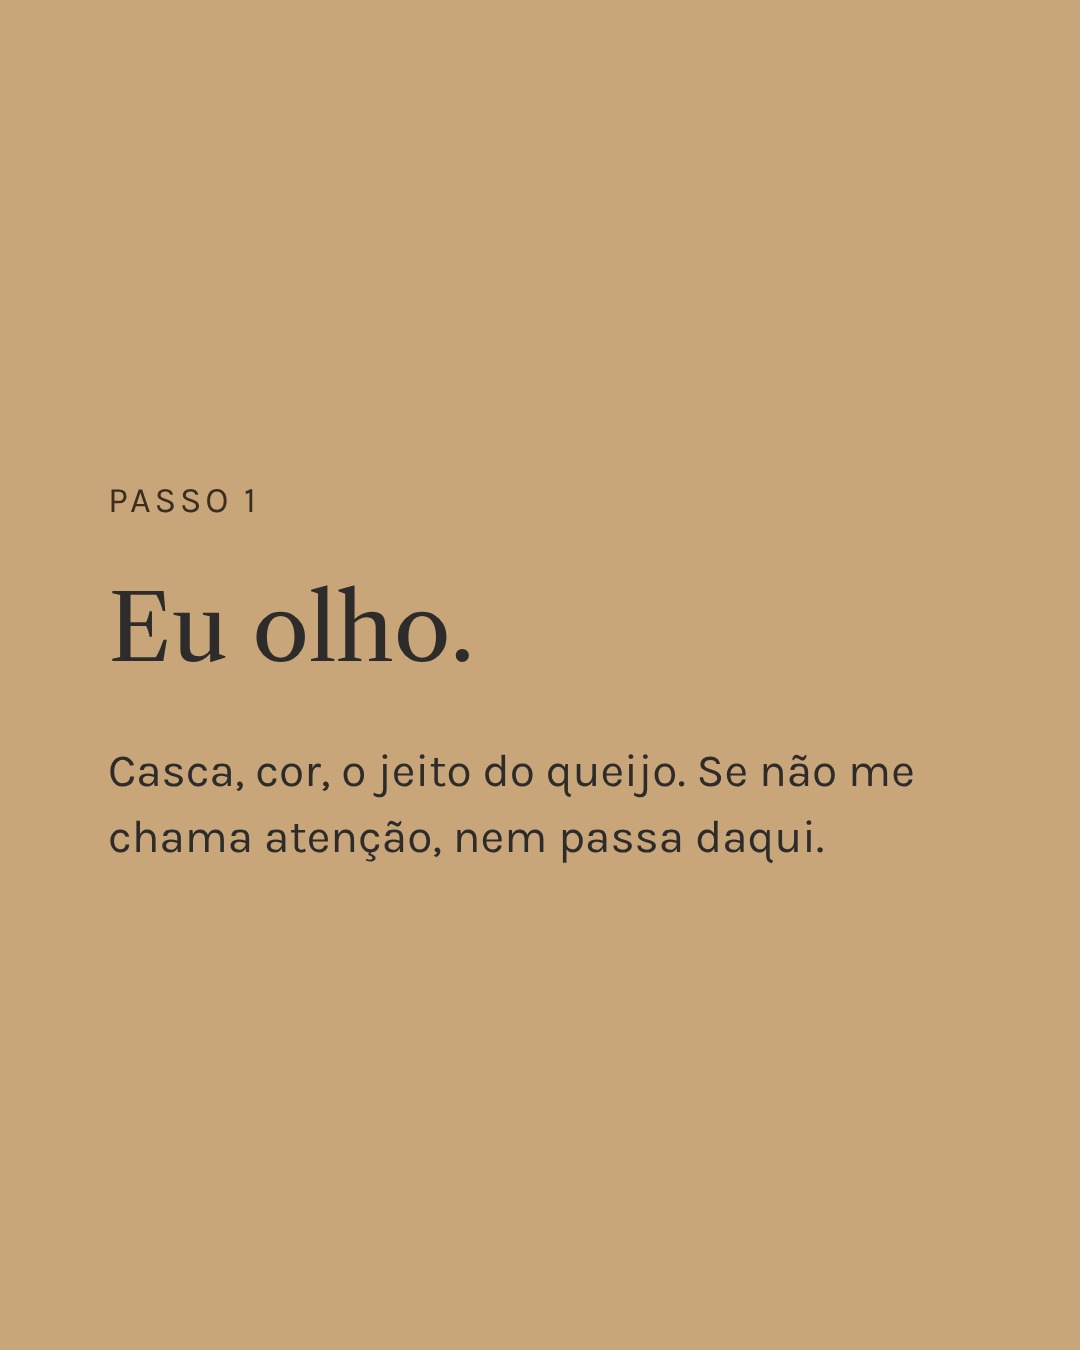 PASSO 1
Eu olho.
Casca, cor, o jeito do queijo. Se não me
chama atenção, nem passa daqui.